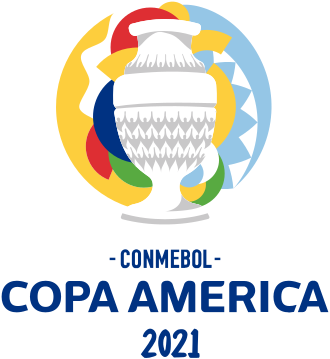 - CONMEBOL -
COPA AMERICA
2021